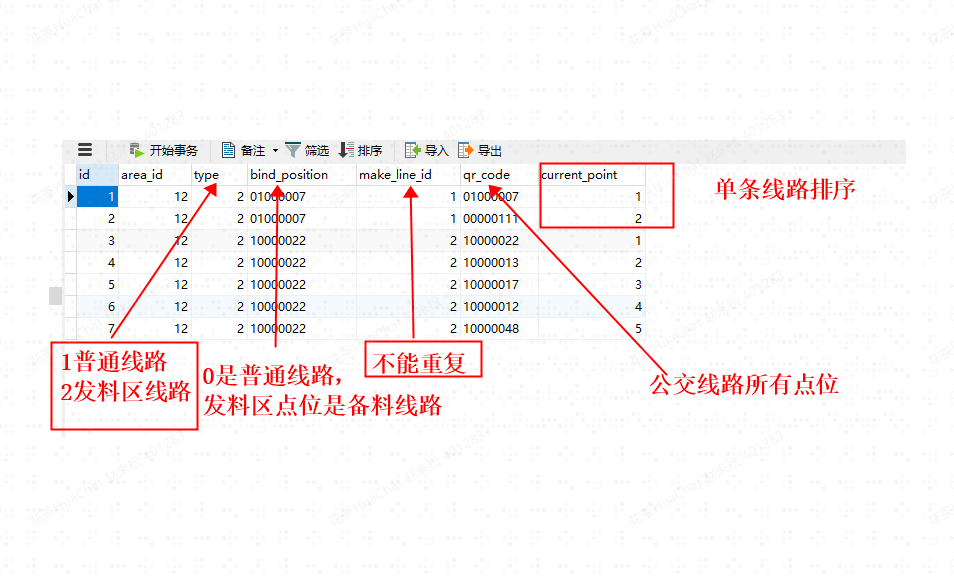 开始事务 备注 筛选 排序 导入 导出
id area_id type bind_position make_line_id qr_code current_point
1 12 2 01000007 1 01000007 1
2 12 2 01000007 1 00000111 2
3 12 2 10000022 2 10000022 1
4 12 2 10000022 2 10000013 2
5 12 2 10000022 2 10000017 3
6 12 2 10000022 2 10000012 4
7 12 2 10000022 2 10000048 5
单条线路排序
1普通线路
2发料区线路
0是普通线路，
发料区点位是备料线路
不能重复
公交线路所有点位